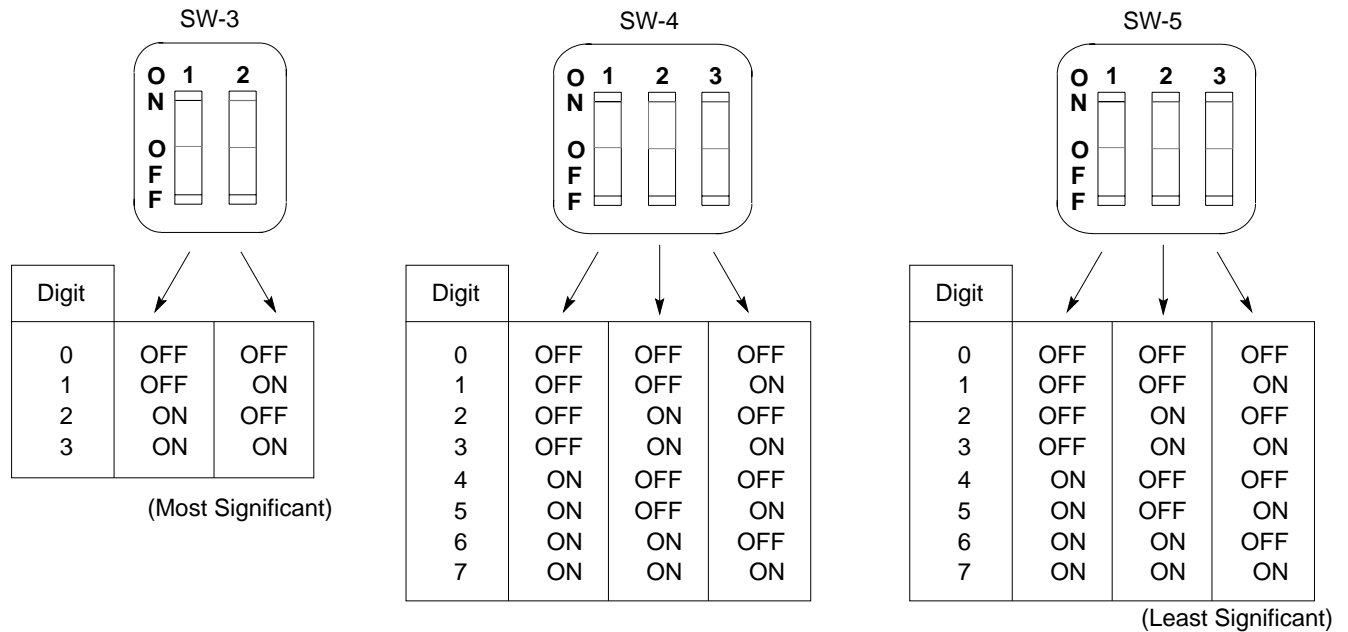 SW-3
O 1 2
N
O
F
F
Digit
0 OFF OFF
1 OFF ON
2 ON OFF
3 ON ON
(Most Significant)
SW-4
O 1 2 3
N
O
F
F
Digit
0 OFF OFF OFF
1 OFF OFF ON
2 OFF ON OFF
3 OFF ON ON
4 ON OFF OFF
5 ON OFF ON
6 ON ON OFF
7 ON ON ON
SW-5
O 1 2 3
N
O
F
F
Digit
0 OFF OFF OFF
1 OFF OFF ON
2 OFF ON OFF
3 OFF ON ON
4 ON OFF OFF
5 ON OFF ON
6 ON ON OFF
7 ON ON ON
(Least Significant)